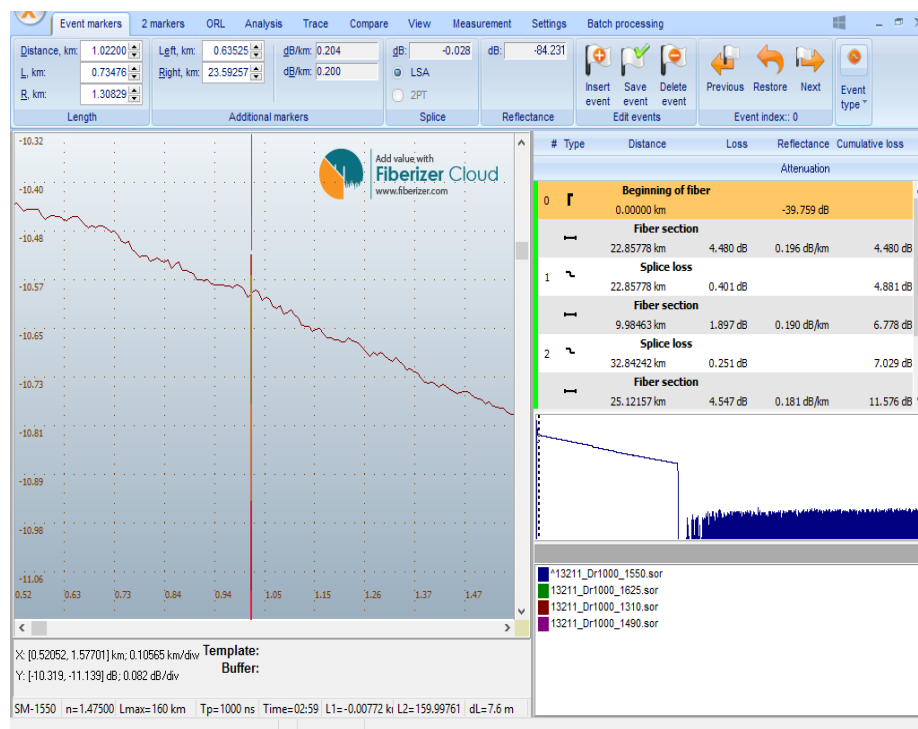 Event markers 2 markers ORL Analysis Trace Compare View Measurement Settings Batch processing
Distance, km: 1.02200 Left, km: 0.63525 dB/km: 0.204 dB: -0.028 dB: -84.231
L, km: 0.73476 Right, km: 23.59257 dB/km: 0.200 LSA
R, km: 1.30829 2PT
Insert event Save event Delete event Previous Restore Next Event type
Length Additional markers Splice Reflectance Edit events Event index:: 0
-10.32
-10.40
-10.48
-10.57
-10.65
-10.73
-10.81
-10.89
-10.98
-11.06
0.52 0.63 0.73 0.84 0.94 1.05 1.15 1.26 1.37 1.47
Add value with
Fiberizer Cloud
www.fiberizer.com
X: [0.52052, 1.57701] km; 0.10565 km/div Template:
Y: [-10.319, -11.139] dB; 0.082 dB/div Buffer:
SM-1550 n=1.47500 Lmax=160 km Tp=1000 ns Time=02:59 L1=-0.00772 ki L2=159.99761 dL=7.6 m
# Type Distance Loss Reflectance Cumulative loss
Attenuation
0 Beginning of fiber
0.00000 km -39.759 dB
Fiber section
22.85778 km 4.480 dB 0.196 dB/km 4.480 dB
1 Splice loss
22.85778 km 0.401 dB 4.881 dB
Fiber section
9.98463 km 1.897 dB 0.190 dB/km 6.778 dB
2 Splice loss
32.84242 km 0.251 dB 7.029 dB
Fiber section
25.12157 km 4.547 dB 0.181 dB/km 11.576 dB
^13211_Dr1000_1550.sor
13211_Dr1000_1625.sor
13211_Dr1000_1310.sor
13211_Dr1000_1490.sor